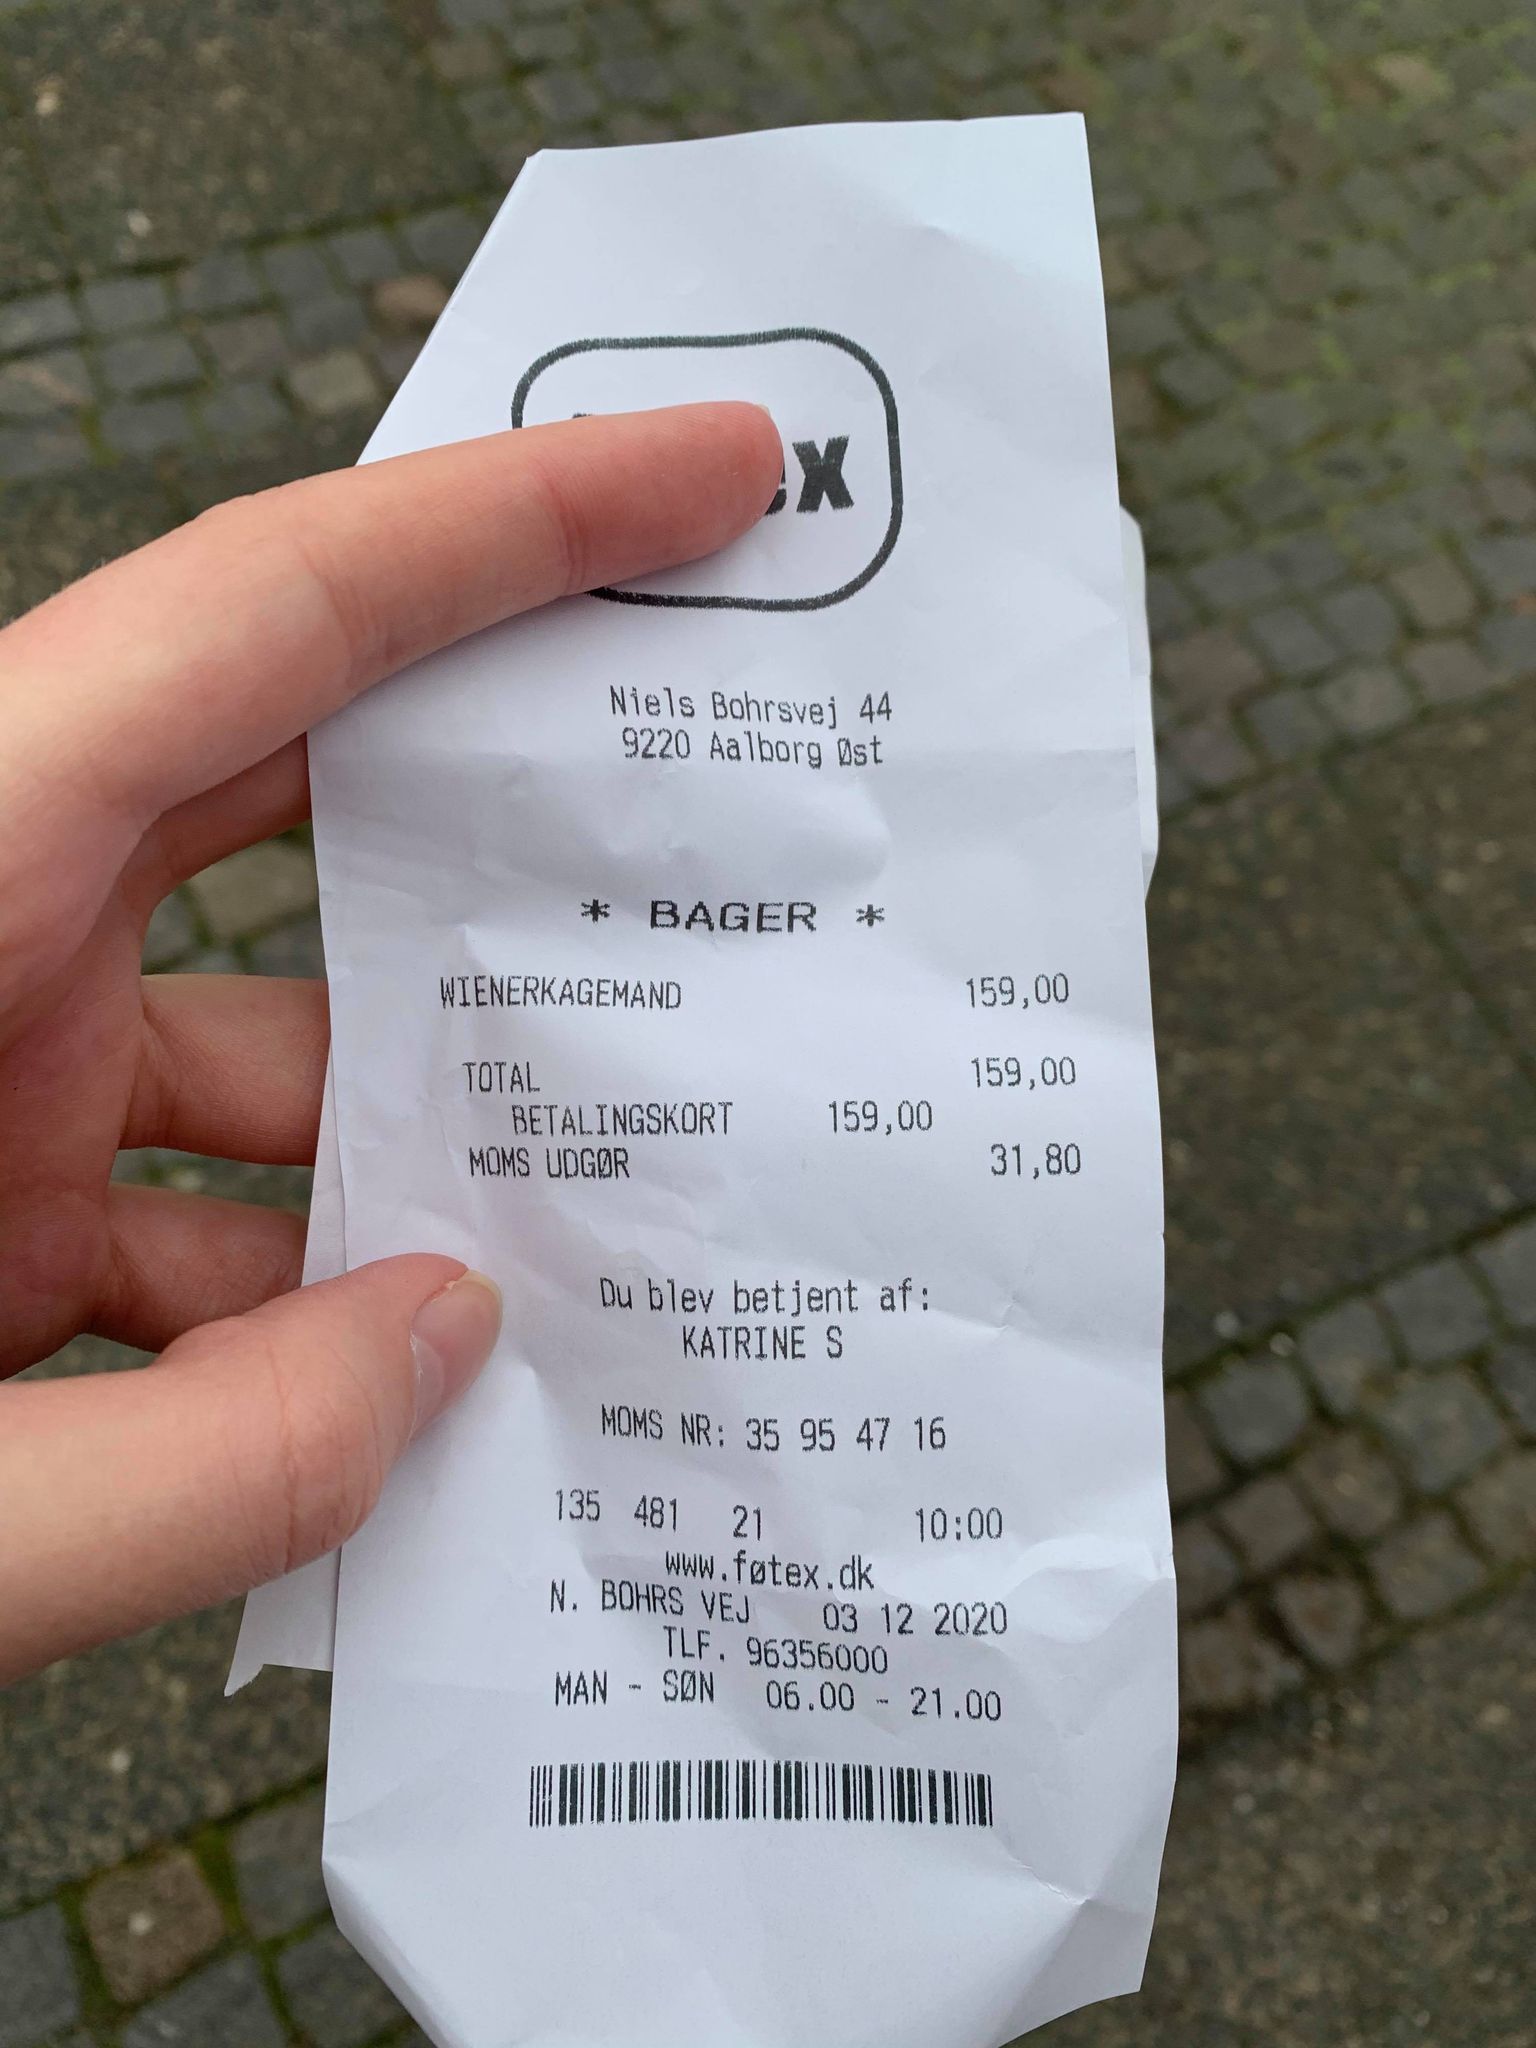 Niels Bohrsvej 44
9220 Aalborg Øst
* BAGER *
WIENERKAGEMAND 159,00
TOTAL 159,00
BETALINGSKORT 159,00
MOMS UDGØR 31,80
Du blev betjent af:
KATRINE S
MOMS NR: 35 95 47 16
135 481 21 10:00
www.føtex.dk
N. BOHRS VEJ 03 12 2020
TLF. 96356000
MAN - SØN 06.00 - 21.00